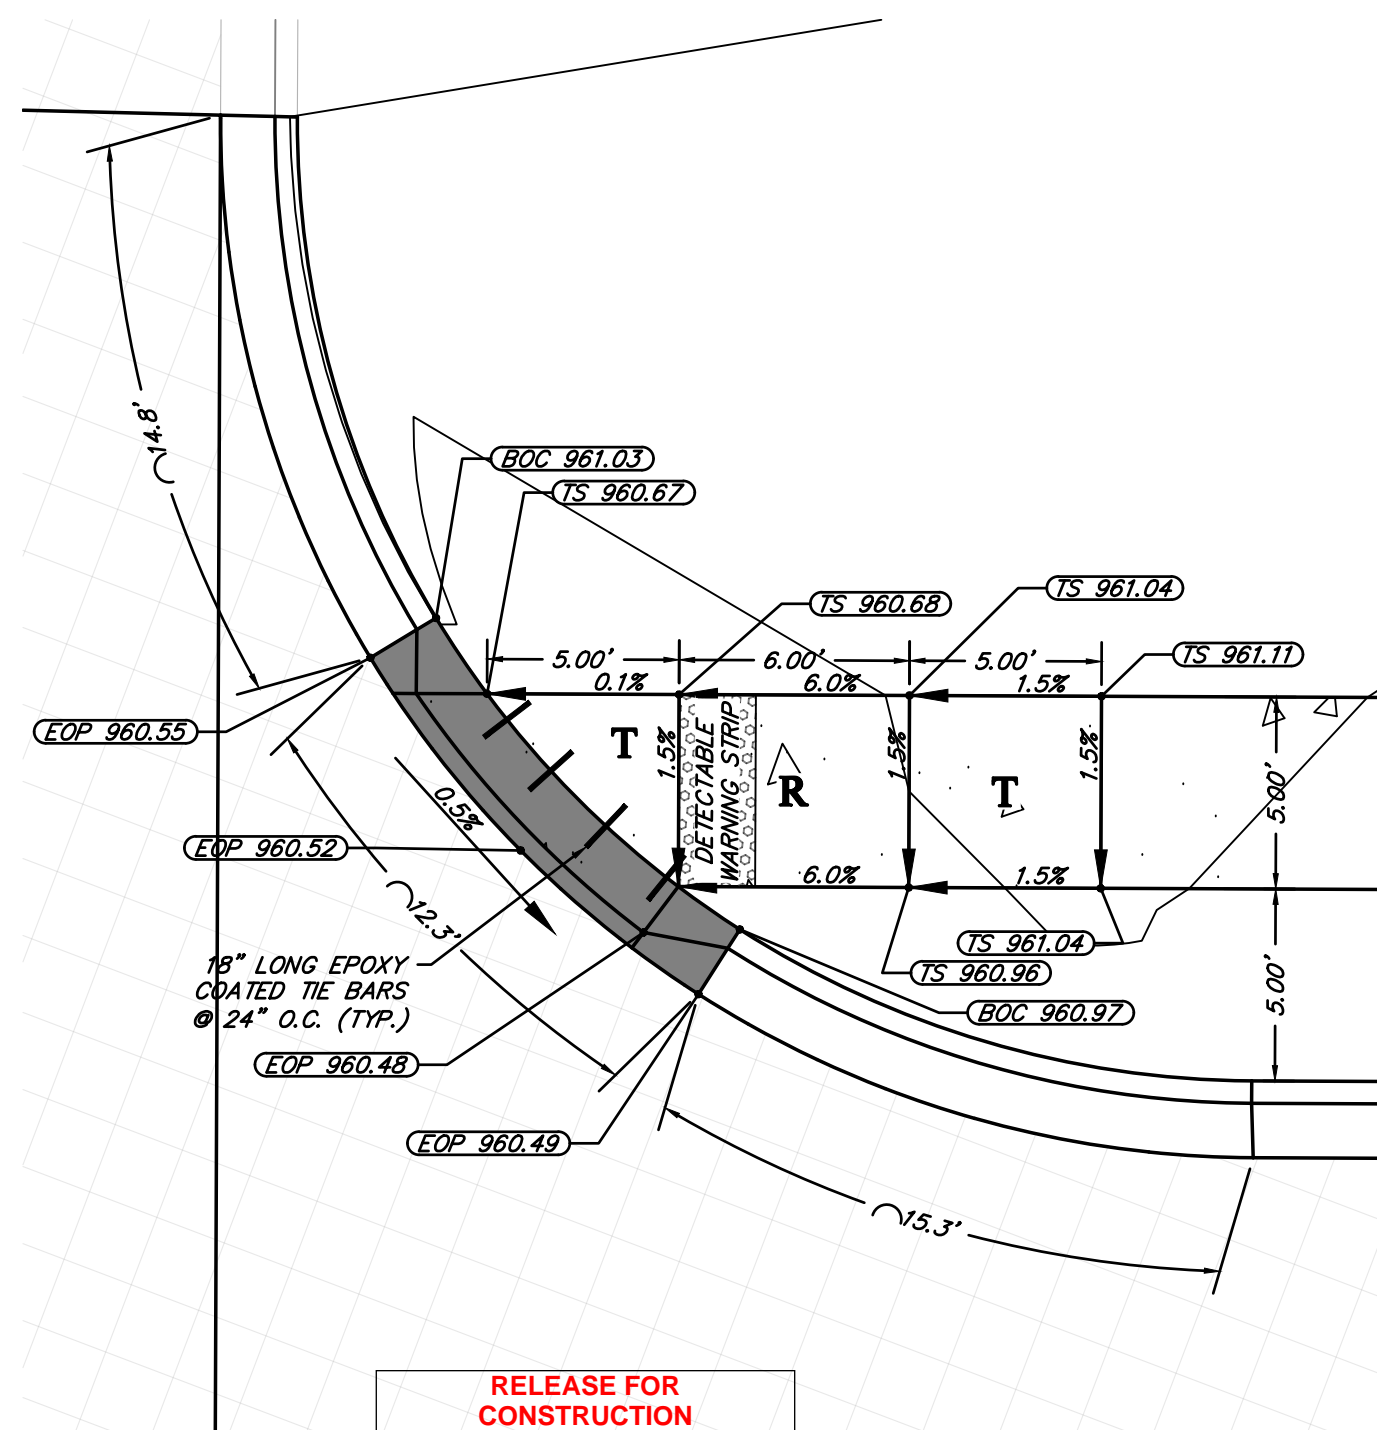 14.8'
BOC 961.03
TS 960.67
TS 960.68
TS 961.04
TS 961.11
5.00'
6.00'
5.00'
0.1%
6.0%
1.5%
EOP 960.55
T
1.5%
DETECTABLE
WARNING STRIP
R
1.5%
T
1.5%
5.00'
0.5%
EOP 960.52
6.0%
1.5%
12.3'
18" LONG EPOXY
COATED TIE BARS
@ 24" O.C. (TYP.)
TS 961.04
TS 960.96
BOC 960.97
5.00'
EOP 960.48
EOP 960.49
15.3'
RELEASE FOR
CONSTRUCTION